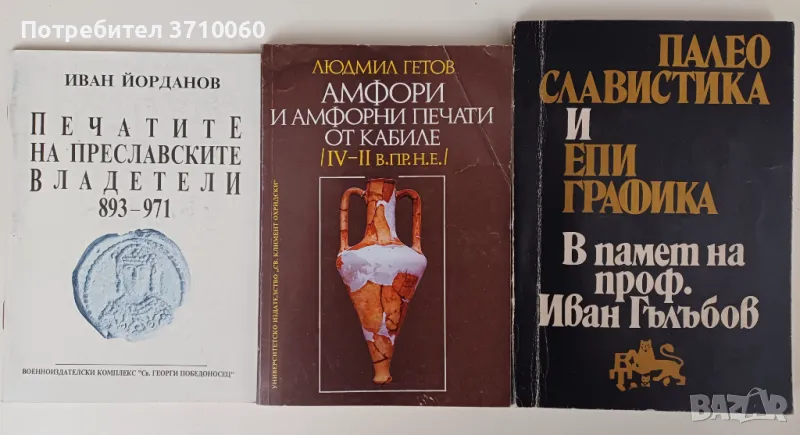 Потребител 3710060
ИВАН ЙОРДАНОВ
ПЕЧАТИТЕ
НА ПРЕСЛАВСКИТЕ
ВЛАДЕТЕЛИ
893-971
ВОЕННОИЗДАТЕЛСКИ КОМПЛЕКС "Св. ГЕОРГИ ПОБЕДОНОСЕЦ"
ЛЮДМИЛ ГЕТОВ
АМФОРИ
И АМФОРНИ ПЕЧАТИ
ОТ КАБИЛЕ
/IV-II В.ПР.Н.Е./
УНИВЕРСИТЕТСКО ИЗДАТЕЛСТВО „СВ. КЛИМЕНТ ОХРИДСКИ"
ПАЛЕО
СЛАВИСТИКА
И
ЕПИ
ГРАФИКА
В памет на
проф.
Иван Гълъбов
BAZAR